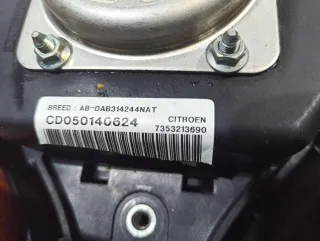 BREED : AB-DAB314244NAT
CD050140624 CITROEN
7353213690